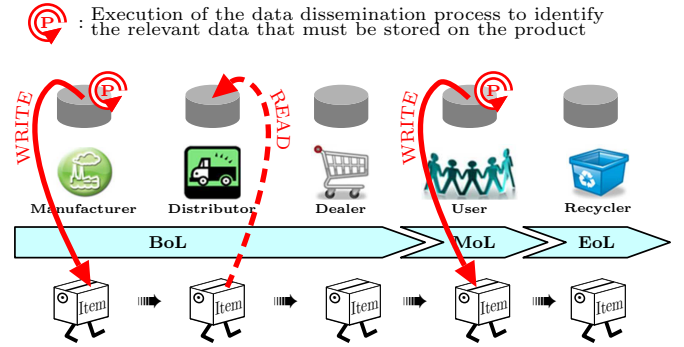 P : Execution of the data dissemination process to identify
the relevant data that must be stored on the product
WRITE P READ WRITE P
Manufacturer Distributor Dealer User Recycler
BoL MoL EoL
Item Item Item Item Item